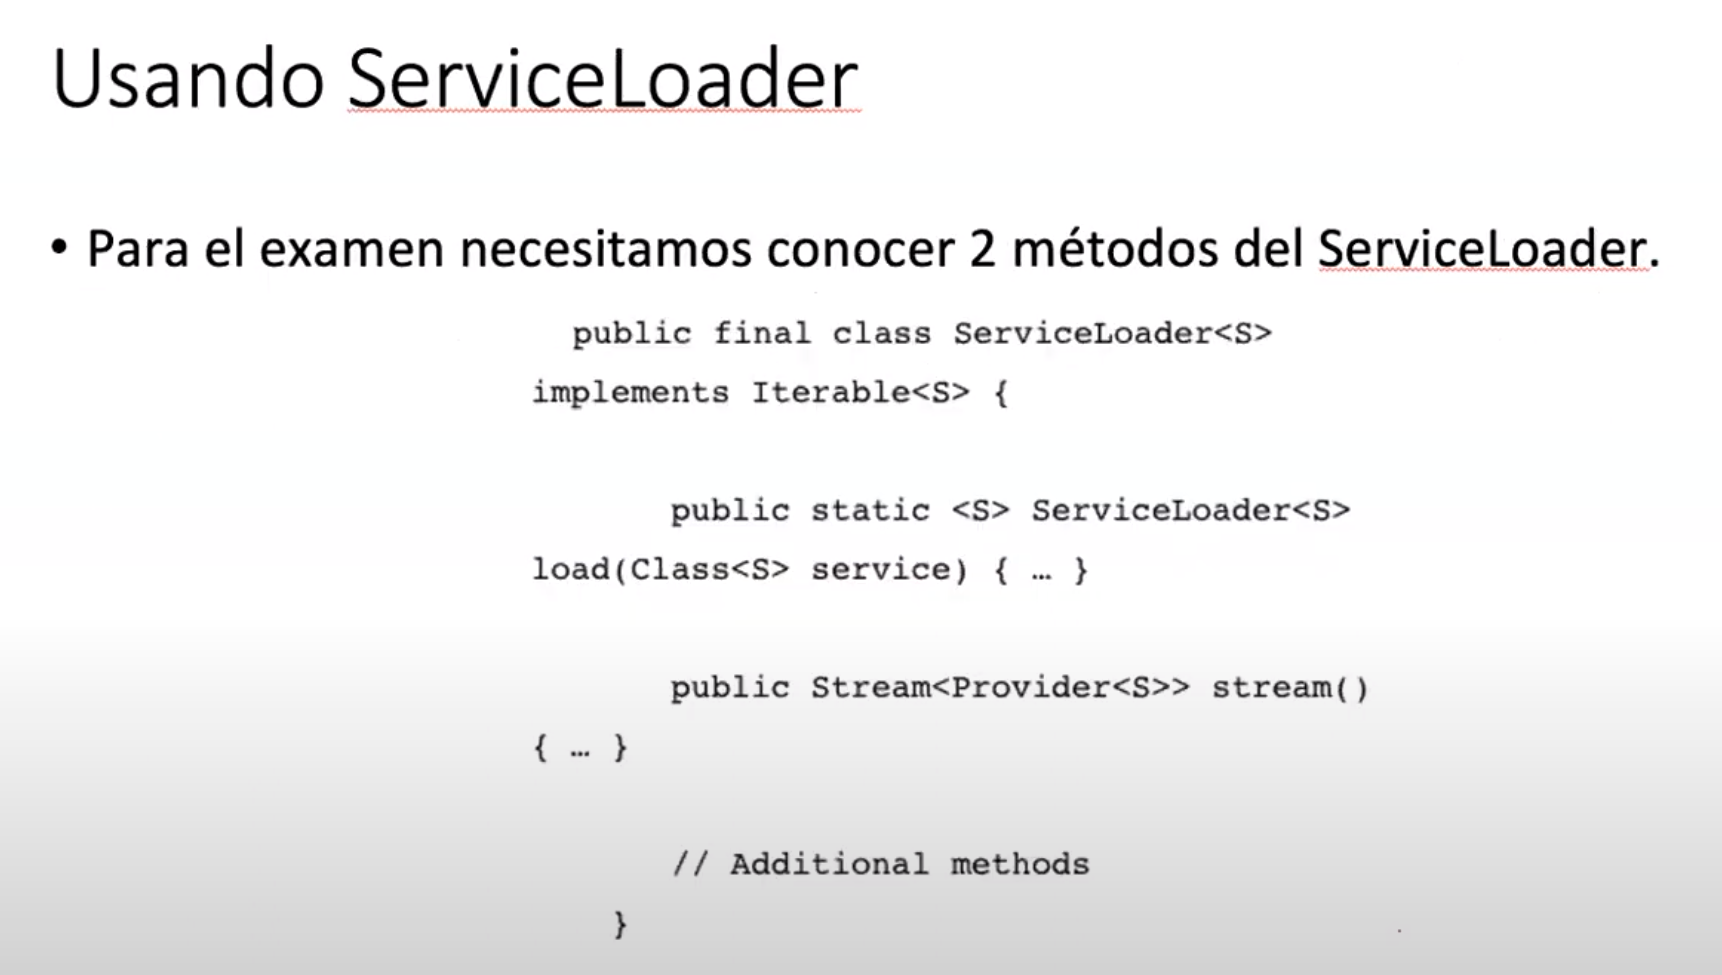 Usando ServiceLoader
• Para el examen necesitamos conocer 2 métodos del ServiceLoader.
public final class ServiceLoader<S>
implements Iterable<S> {
public static <S> ServiceLoader<S>
load(Class<S> service) { … }
public Stream<Provider<S>> stream()
{ … }
// Additional methods
}